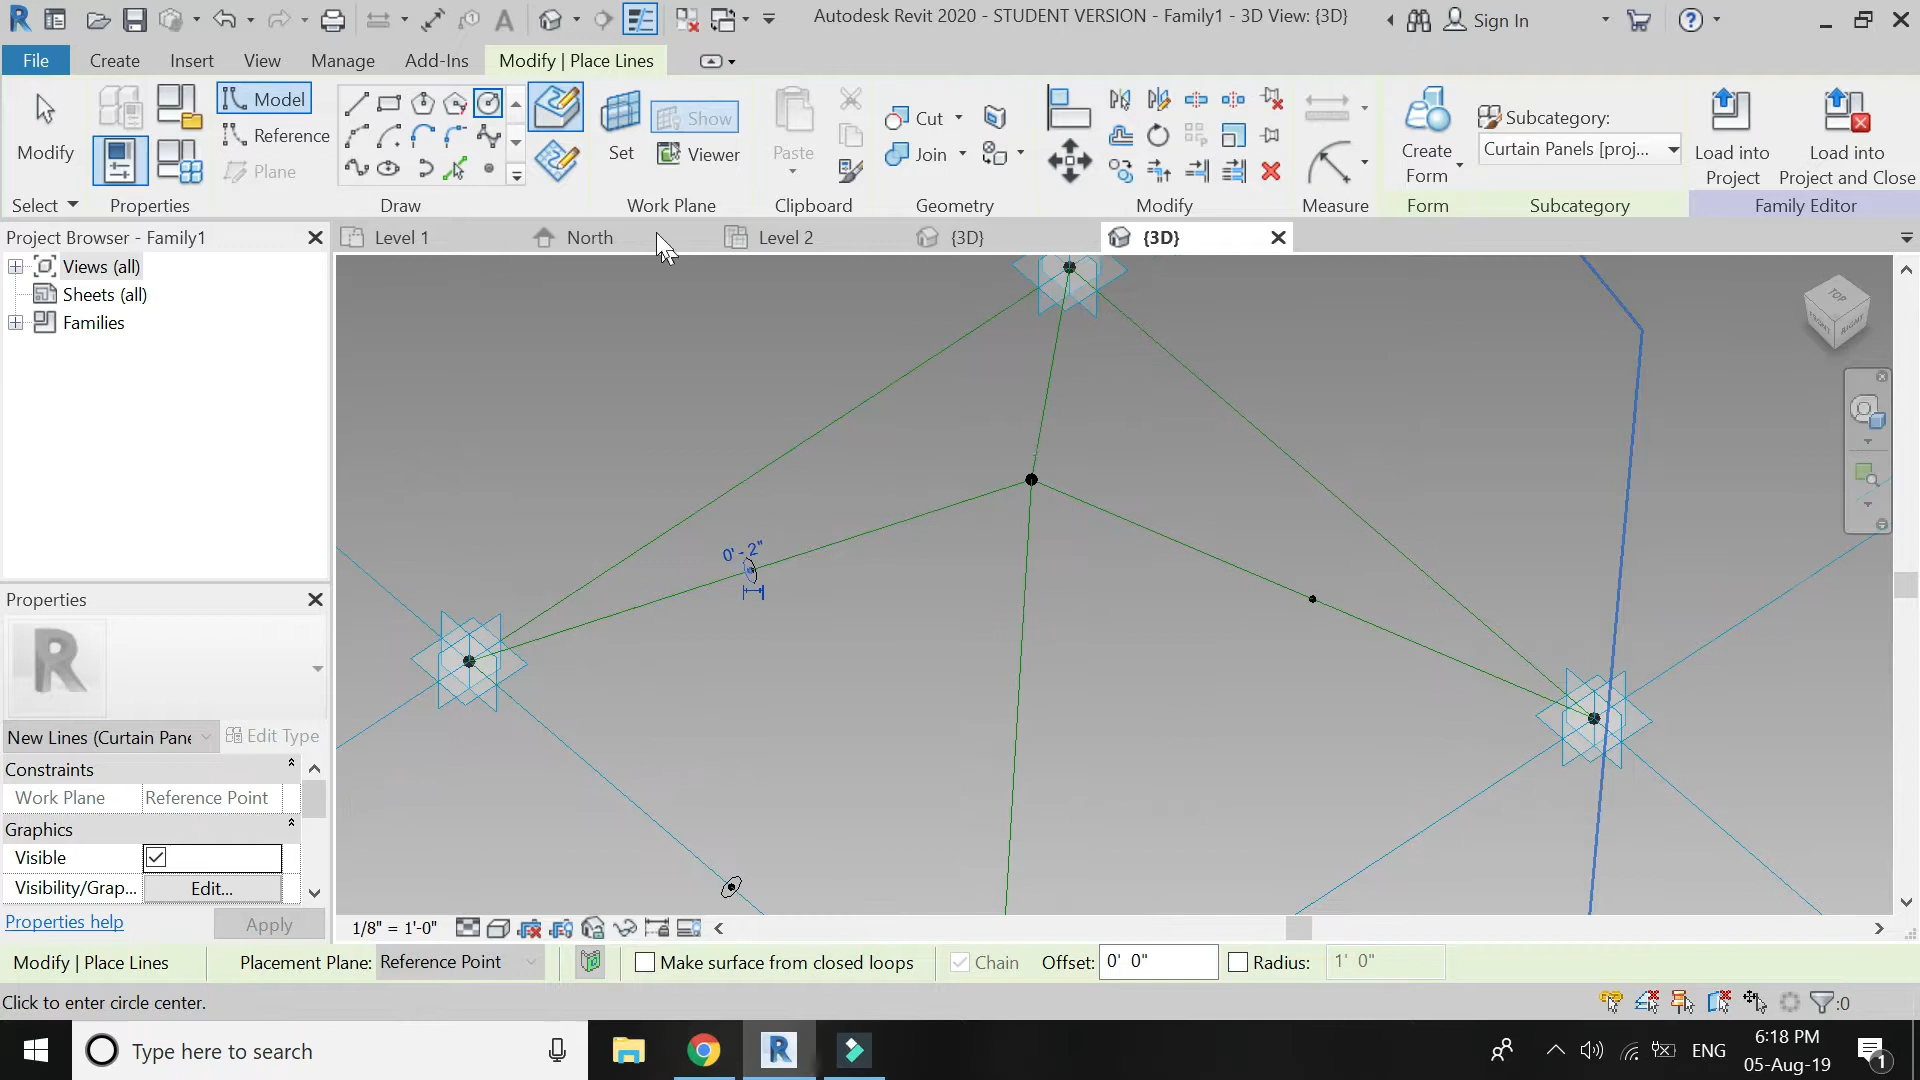 Autodesk Revit 2020 - STUDENT VERSION - Family1 - 3D View: {3D}
Sign In
File
Create
Insert
View
Manage
Add-Ins
Modify | Place Lines
Modify
Model
Reference
Plane
Set
Show
Viewer
Paste
Cut
Join
Create
Form
Subcategory:
Curtain Panels [proj...
Load into
Project
Load into
Project and Close
Select
Properties
Draw
Work Plane
Clipboard
Geometry
Modify
Measure
Form
Subcategory
Family Editor
Project Browser - Family1
Level 1
North
Level 2
{3D}
{3D}
Views (all)
Sheets (all)
Families
TOP
FRONT
RIGHT
0' - 2"
Properties
R
New Lines (Curtain Pane
Edit Type
Constraints
Work Plane
Reference Point
Graphics
Visible
Visibility/Grap...
Edit...
Properties help
Apply
1/8" = 1'-0"
Modify | Place Lines
Placement Plane:
Reference Point
Make surface from closed loops
Chain
Offset:
0' 0"
Radius:
1' 0"
Click to enter circle center.
:0
Type here to search
ENG
6:18 PM
05-Aug-19
1